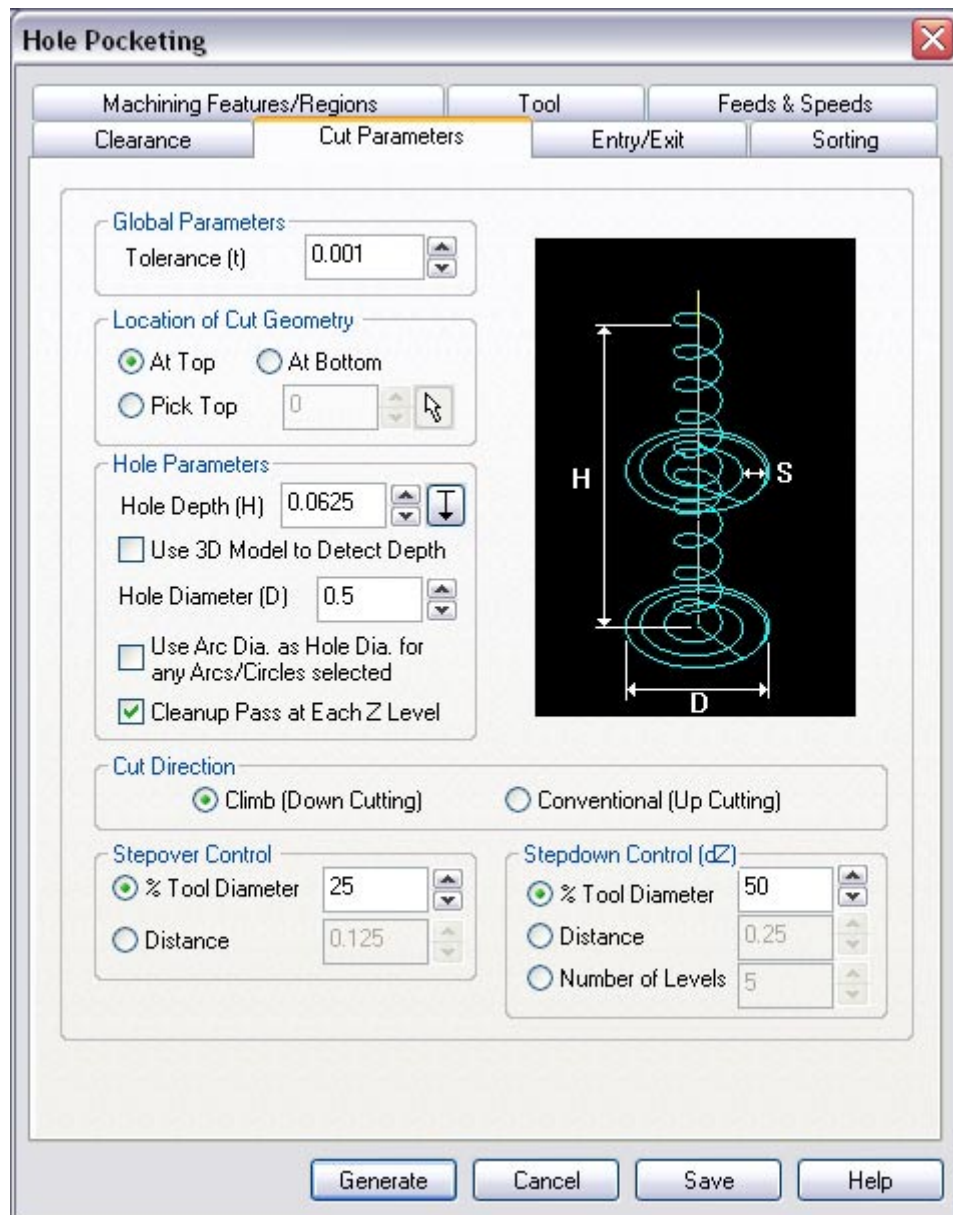 Hole Pocketing
Machining Features/Regions Tool Feeds & Speeds
Clearance Cut Parameters Entry/Exit Sorting
Global Parameters
Tolerance (t) 0.001
Location of Cut Geometry
At Top At Bottom
Pick Top 0
Hole Parameters
Hole Depth (H) 0.0625
Use 3D Model to Detect Depth
Hole Diameter (D) 0.5
Use Arc Dia. as Hole Dia. for
any Arcs/Circles selected
Cleanup Pass at Each Z Level
H
S
D
Cut Direction
Climb (Down Cutting) Conventional (Up Cutting)
Stepover Control
% Tool Diameter 25
Distance 0.125
Stepdown Control (dZ)
% Tool Diameter 50
Distance 0.25
Number of Levels 5
Generate Cancel Save Help